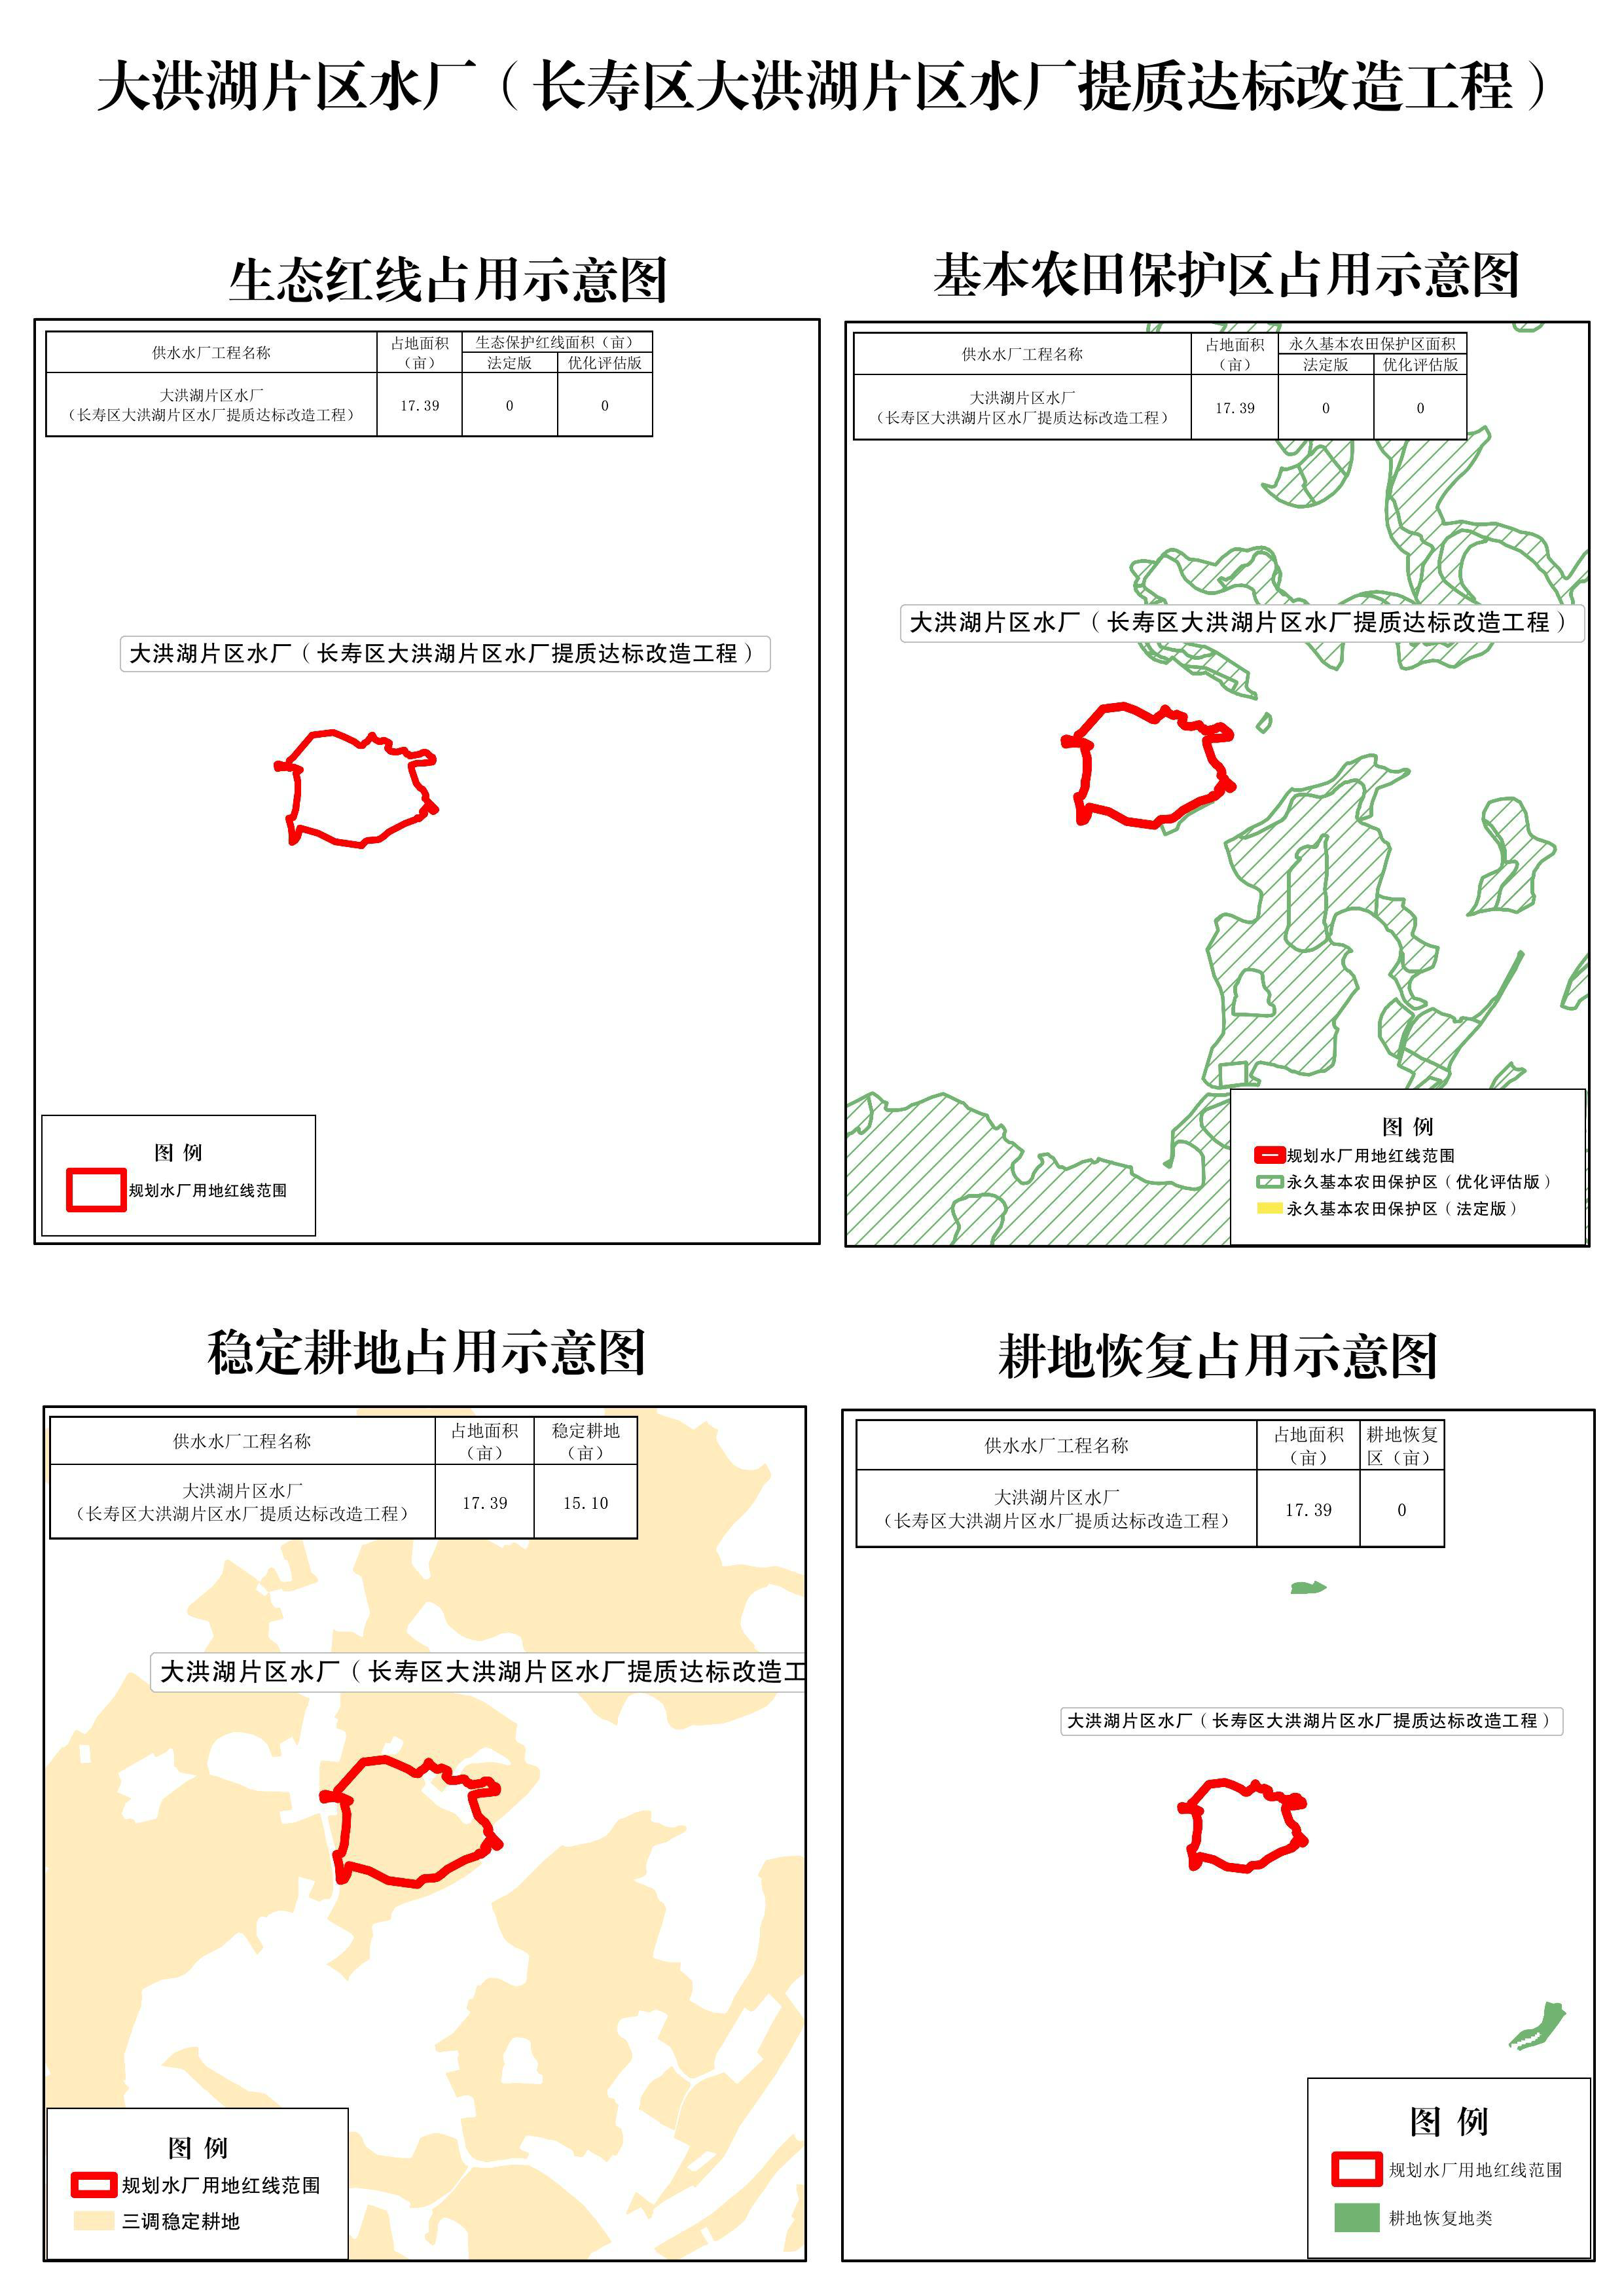 大洪湖片区水厂（长寿区大洪湖片区水厂提质达标改造工程）
生态红线占用示意图
供水水厂工程名称
占地面积
（亩）
生态保护红线面积（亩）
法定版
优化评估版
大洪湖片区水厂
（长寿区大洪湖片区水厂提质达标改造工程）
17.39
0
0
大洪湖片区水厂（长寿区大洪湖片区水厂提质达标改造工程）
图 例
规划水厂用地红线范围
基本农田保护区占用示意图
供水水厂工程名称
占地面积
（亩）
永久基本农田保护区面积
法定版
优化评估版
大洪湖片区水厂
（长寿区大洪湖片区水厂提质达标改造工程）
17.39
0
0
大洪湖片区水厂（长寿区大洪湖片区水厂提质达标改造工程）
图 例
规划水厂用地红线范围
永久基本农田保护区（优化评估版）
永久基本农田保护区（法定版）
稳定耕地占用示意图
供水水厂工程名称
占地面积
（亩）
稳定耕地
（亩）
大洪湖片区水厂
（长寿区大洪湖片区水厂提质达标改造工程）
17.39
15.10
大洪湖片区水厂（长寿区大洪湖片区水厂提质达标改造工
图 例
规划水厂用地红线范围
三调稳定耕地
耕地恢复占用示意图
供水水厂工程名称
占地面积
（亩）
耕地恢复
区（亩）
大洪湖片区水厂
（长寿区大洪湖片区水厂提质达标改造工程）
17.39
0
大洪湖片区水厂（长寿区大洪湖片区水厂提质达标改造工程）
图 例
规划水厂用地红线范围
耕地恢复地类